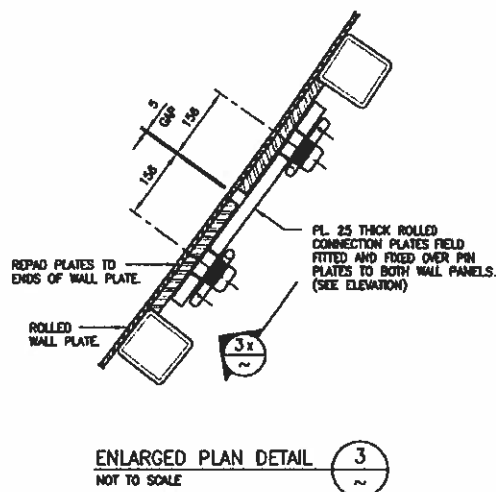 5
GAP
156
156
PL. 25 THICK ROLLED
CONNECTION PLATES FIELD
FITTED AND FIXED OVER PIN
PLATES TO BOTH WALL PANELS.
(SEE ELEVATION)
REPAD PLATES TO
ENDS OF WALL PLATE.
ROLLED
WALL PLATE.
3x
~
ENLARGED PLAN DETAIL
NOT TO SCALE
3
~